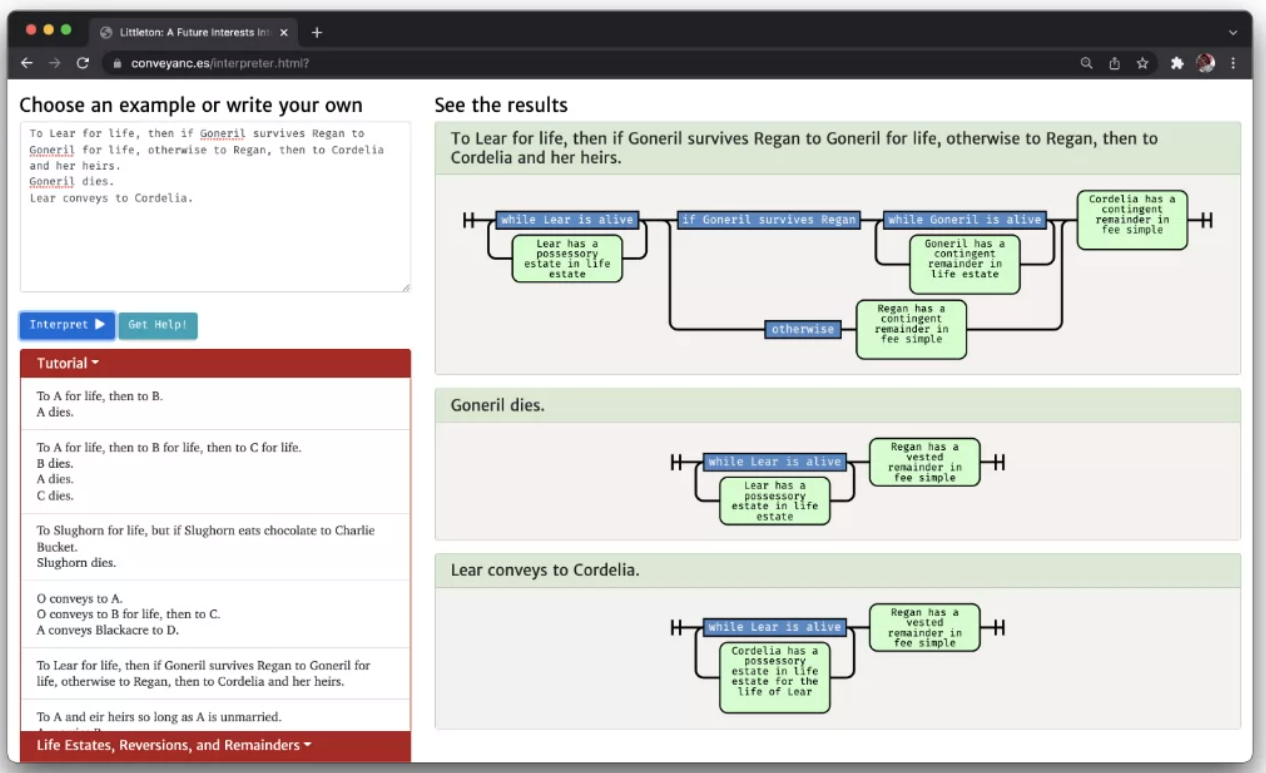 Littleton: A Future Interests Int
conveyanc.es/interpreter.html?
Choose an example or write your own
To Lear for life, then if Goneril survives Regan to
Goneril for life, otherwise to Regan, then to Cordelia
and her heirs.
Goneril dies.
Lear conveys to Cordelia.
Interpret
Get Help!
Tutorial
To A for life, then to B.
A dies.
To A for life, then to B for life, then to C for life.
B dies.
A dies.
C dies.
To Slughorn for life, but if Slughorn eats chocolate to Charlie
Bucket.
Slughorn dies.
O conveys to A.
O conveys to B for life, then to C.
A conveys Blackacre to D.
To Lear for life, then if Goneril survives Regan to Goneril for
life, otherwise to Regan, then to Cordelia and her heirs.
To A and eir heirs so long as A is unmarried.
Life Estates, Reversions, and Remainders
See the results
To Lear for life, then if Goneril survives Regan to Goneril for life, otherwise to Regan, then to
Cordelia and her heirs.
while Lear is alive
Lear has a
possessory
estate in life
estate
if Goneril survives Regan
while Goneril is alive
Goneril has a
contingent
remainder in
life estate
Cordelia has a
contingent
remainder in
fee simple
otherwise
Regan has a
contingent
remainder in
fee simple
Goneril dies.
while Lear is alive
Lear has a
possessory
estate in life
estate
Regan has a
vested
remainder in
fee simple
Lear conveys to Cordelia.
while Lear is alive
Cordelia has a
possessory
estate in life
estate for the
life of Lear
Regan has a
vested
remainder in
fee simple